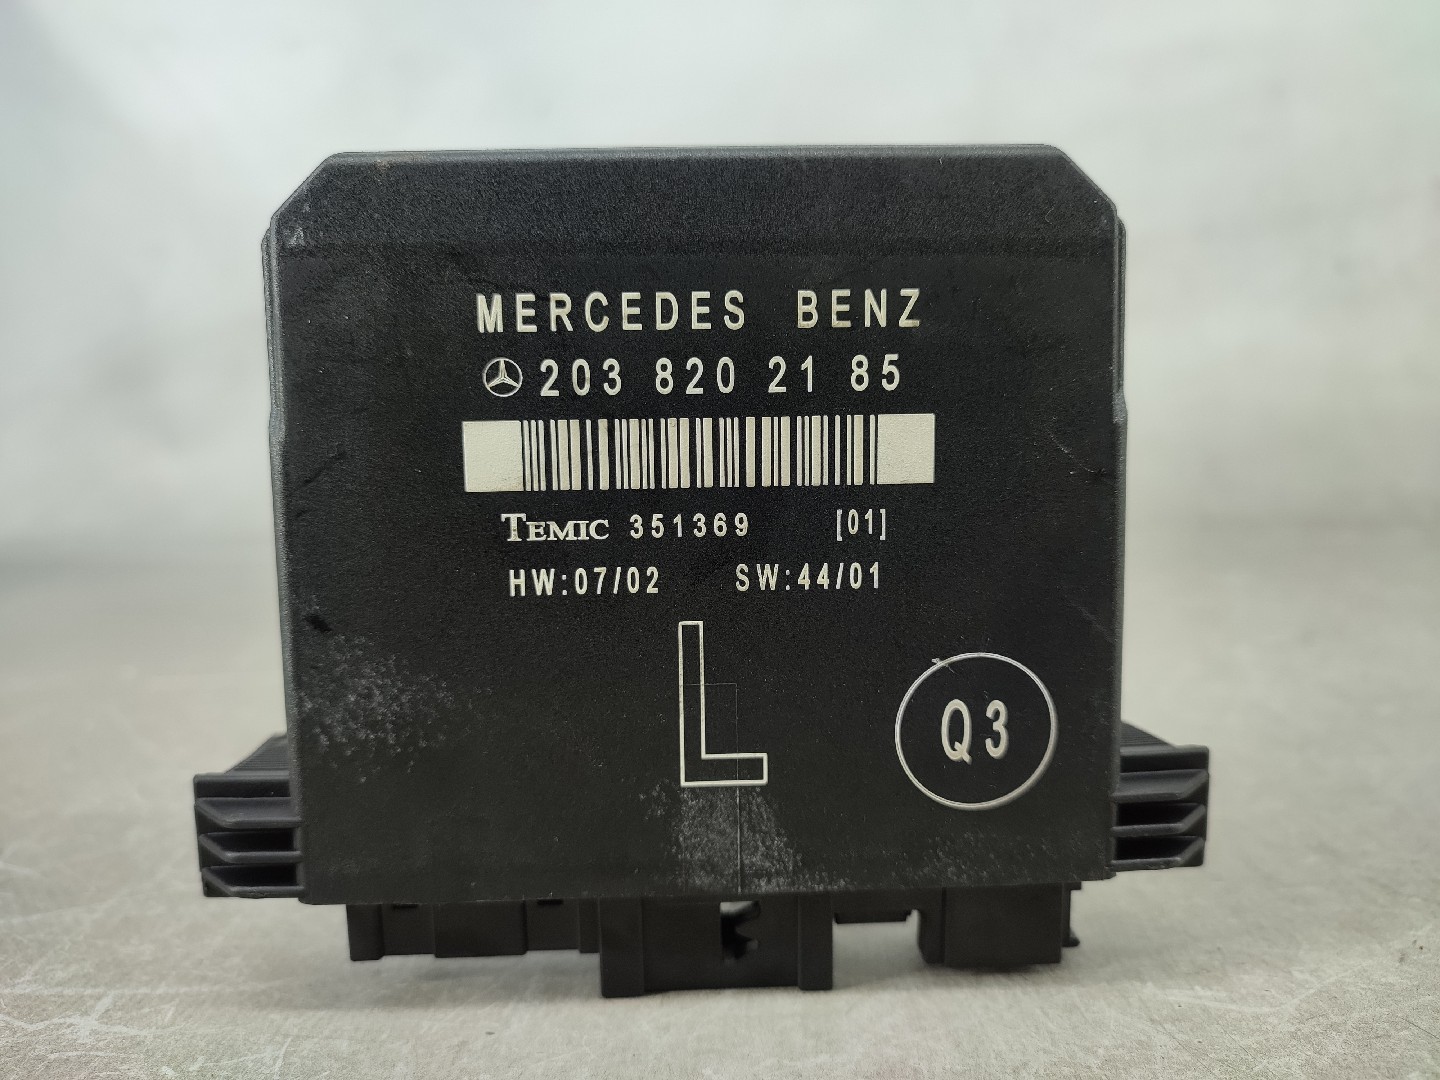 MERCEDES BENZ
203 820 21 85
TEMIC 351369 [01]
HW:07/02 SW:44/01
L
Q3